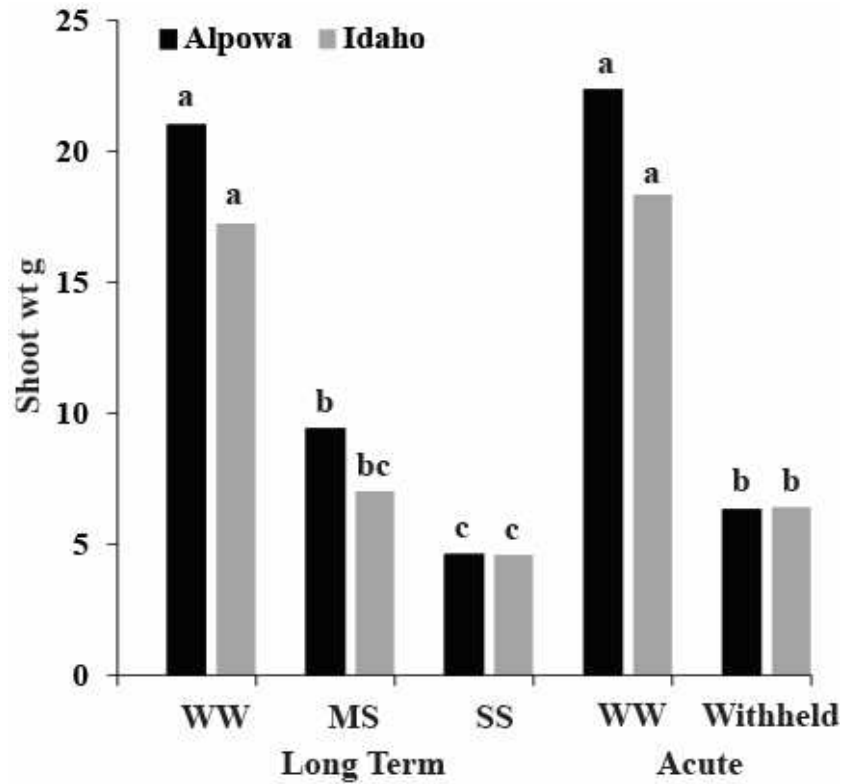 25
Alpowa Idaho
a
a
a
a
20
15
10
b
bc
b b
c c
5
0
Shoot wt g
WW MS SS WW Withheld
Long Term Acute